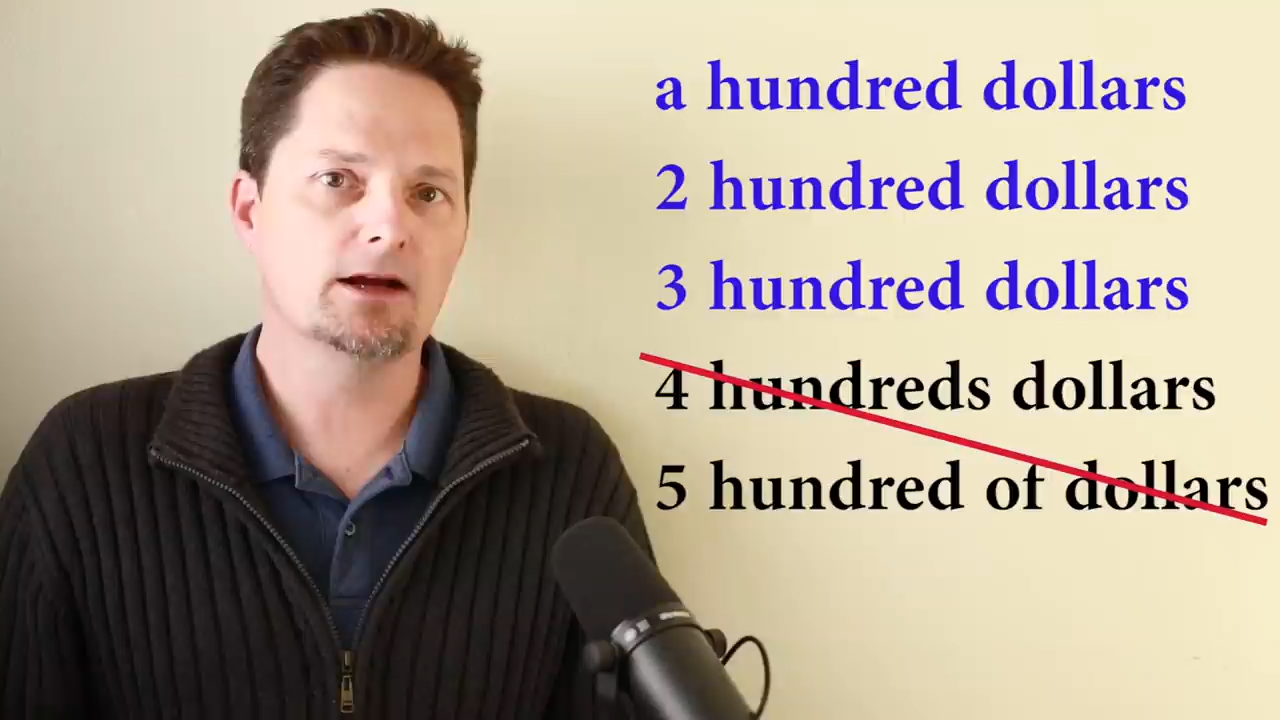 a hundred dollars
2 hundred dollars
3 hundred dollars
4 hundreds dollars
5 hundred of dollars